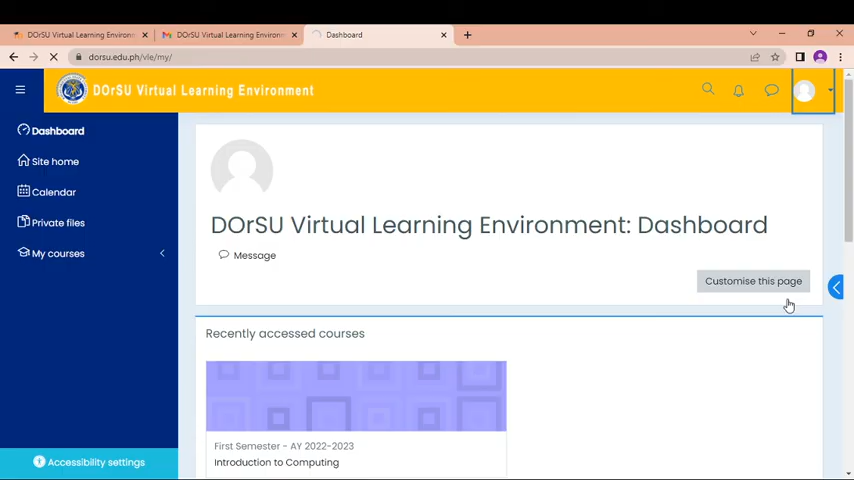 DOrSU Virtual Learning Environm
DOrSU Virtual Learning Environm
Dashboard
dorsu.edu.ph/vle/my/
DOrSU Virtual Learning Environment
Dashboard
Site home
Calendar
Private files
My courses
DOrSU Virtual Learning Environment: Dashboard
Message
Customise this page
Recently accessed courses
First Semester - AY 2022-2023
Introduction to Computing
Accessibility settings